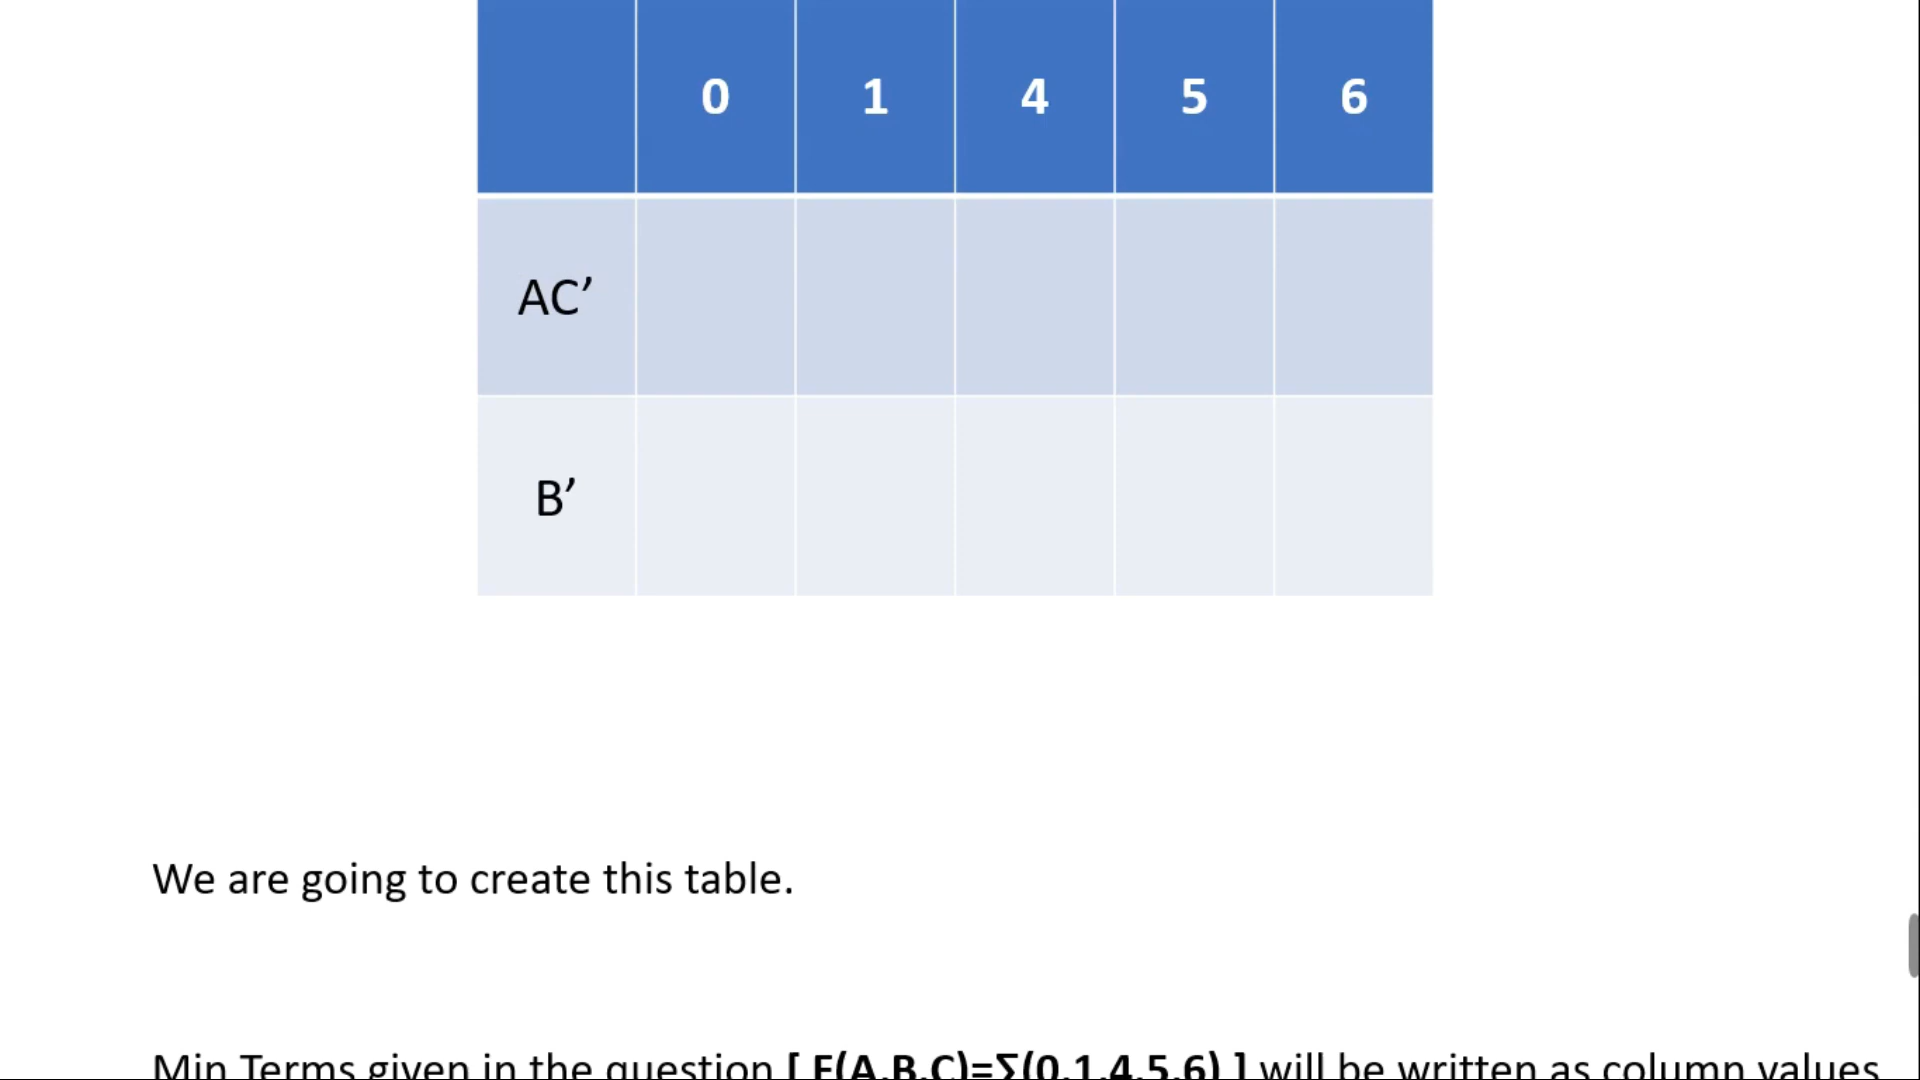 0 1 4 5 6
AC’
B’
We are going to create this table.
Min Terms given in the question [ F(A,B,C)=Σ(0,1,4,5,6) ] will be written as column values